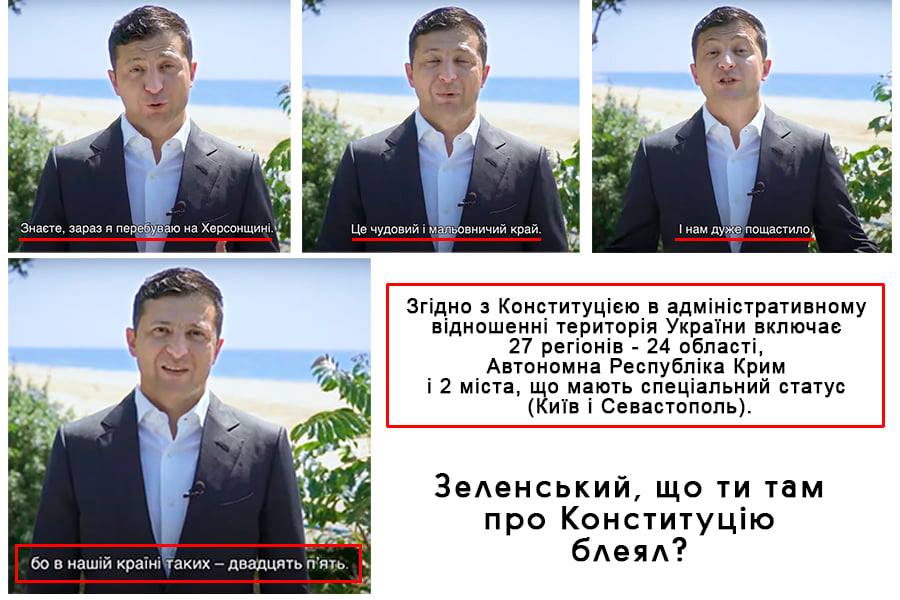 Знаєте, зараз я перебуваю на Херсонщині.
Це чудовий і мальовничий край.
І нам дуже пощастило,
бо в нашій країні таких – двадцять п'ять.
Згідно з Конституцією в адміністративному
відношенні територія України включає
27 регіонів - 24 області,
Автономна Республіка Крим
і 2 міста, що мають спеціальний статус
(Київ і Севастополь).
Зеленський, що ти там
про Конституцію
блеял?